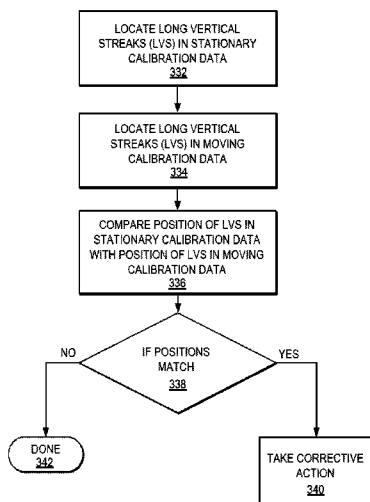 LOCATE LONG VERTICAL
STREAKS (LVS) IN STATIONARY
CALIBRATION DATA
332
LOCATE LONG VERTICAL
STREAKS (LVS) IN MOVING
CALIBRATION DATA
334
COMPARE POSITION OF LVS IN
STATIONARY CALIBRATION DATA
WITH POSITION OF LVS IN MOVING
CALIBRATION DATA
336
IF POSITIONS
MATCH
338
NO
YES
DONE
342
TAKE CORRECTIVE
ACTION
340